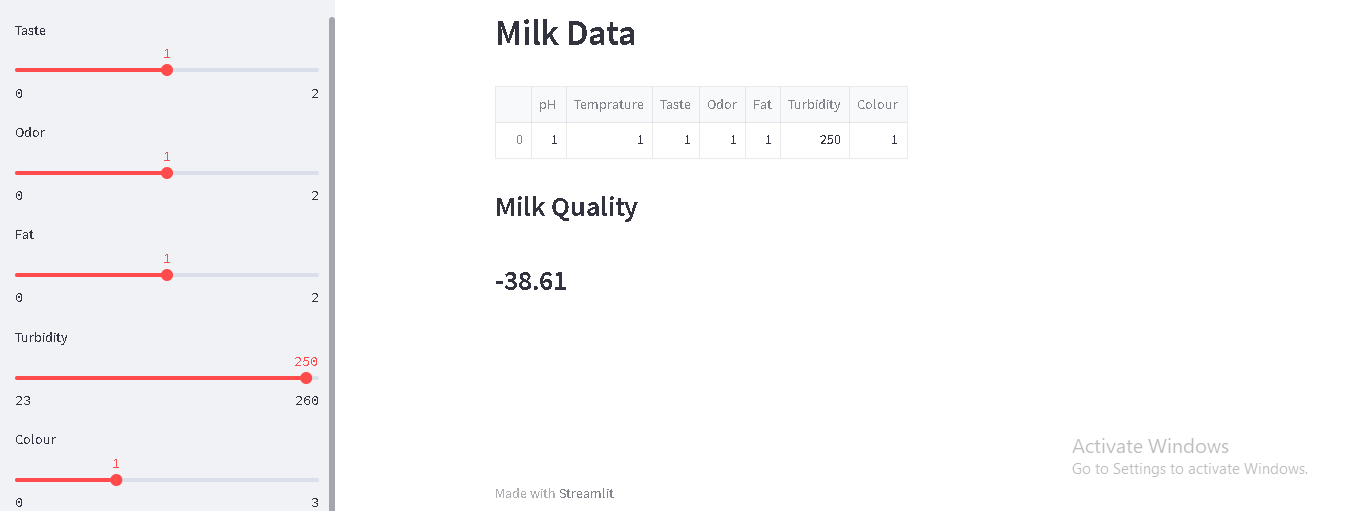 Taste
1
0 2
Odor
1
0 2
Fat
1
0 2
Turbidity
250
23 260
Colour
1
0 3
Milk Data
pH Temprature Taste Odor Fat Turbidity Colour
0 1 1 1 1 1 250 1
Milk Quality
-38.61
Activate Windows
Go to Settings to activate Windows.
Made with Streamlit